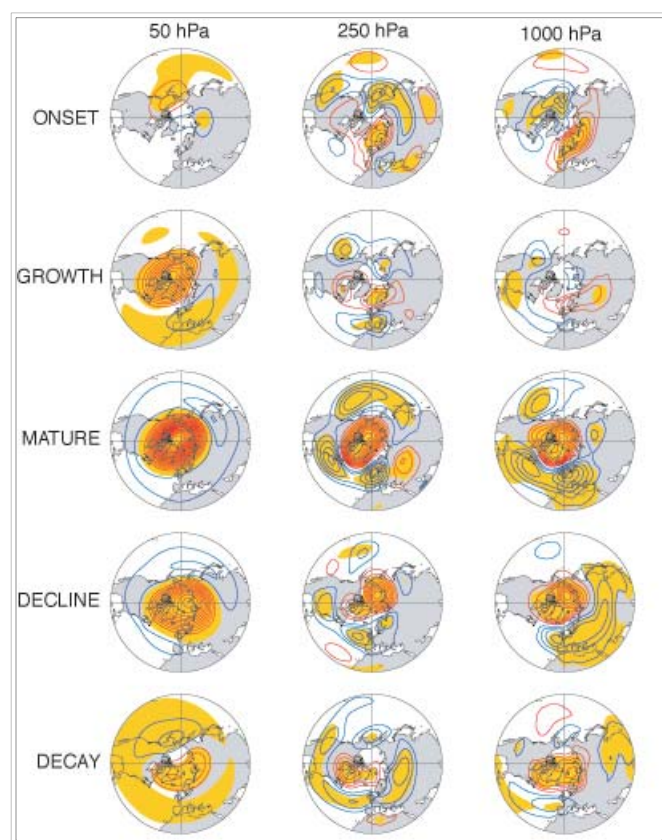 50 hPa 250 hPa 1000 hPa
ONSET
GROWTH
MATURE
DECLINE
DECAY